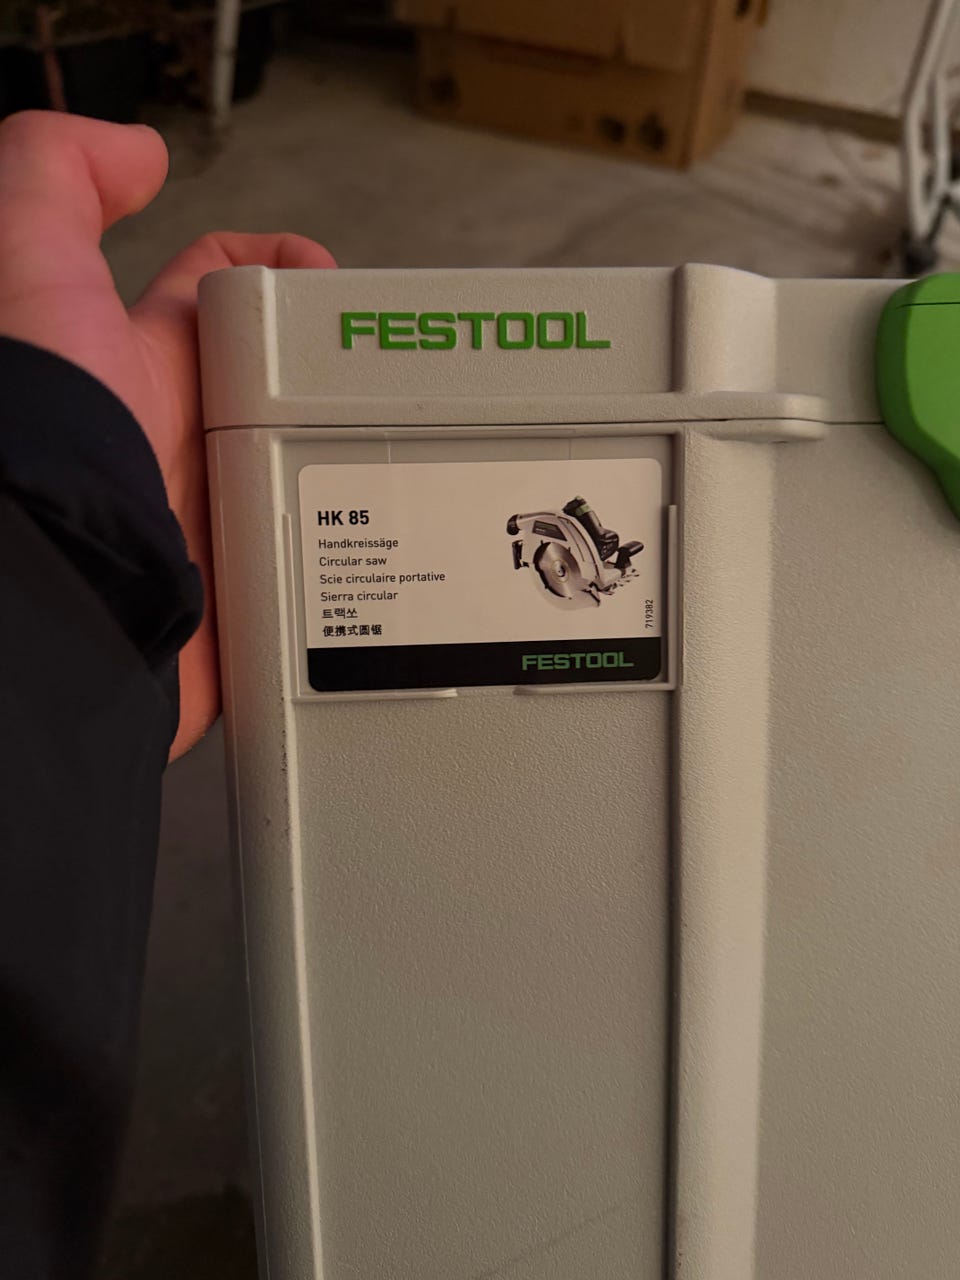 FESTOOL
HK 85
Handkreissäge
Circular saw
Scie circulaire portative
Sierra circular
트랙쏘
便携式圆锯
719382
FESTOOL